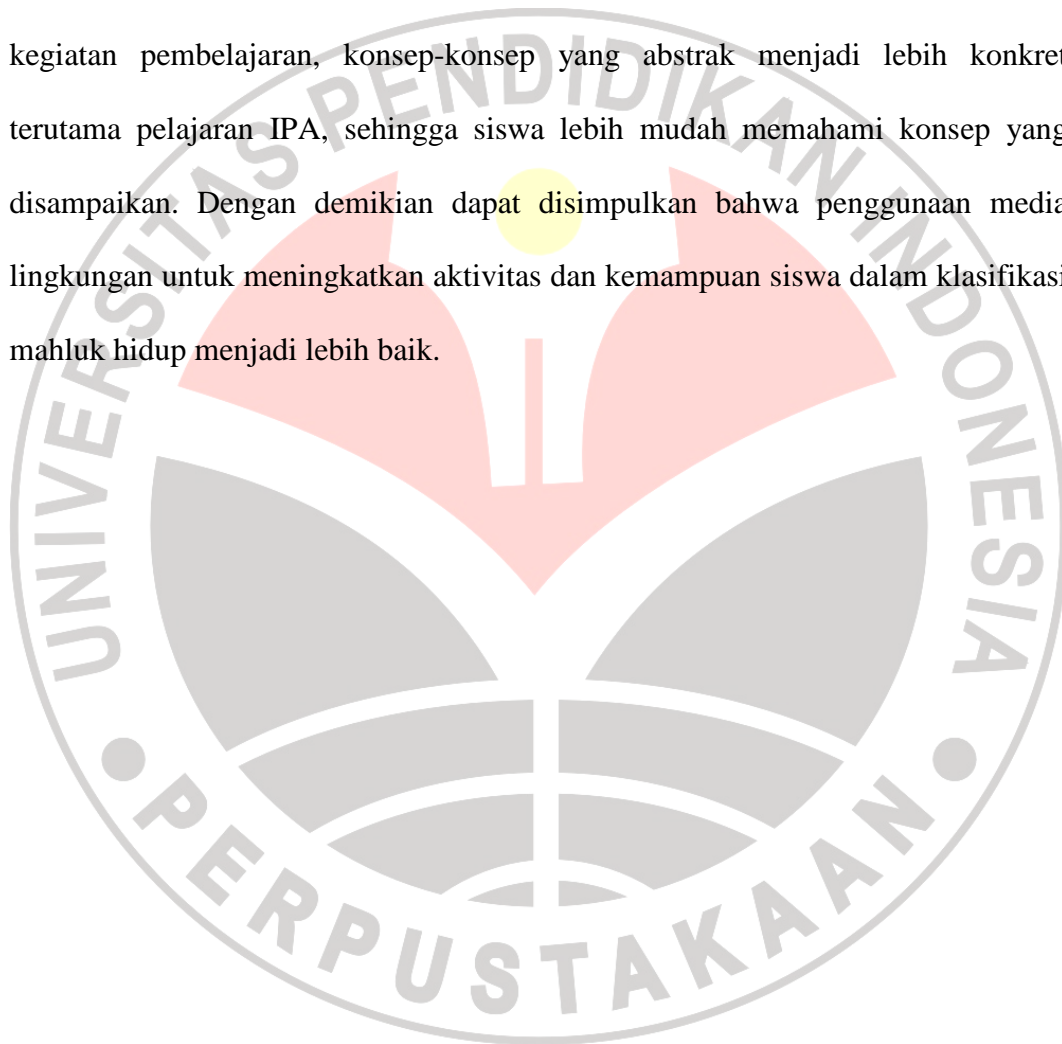 kegiatan pembelajaran, konsep-konsep yang abstrak menjadi lebih konkret
terutama pelajaran IPA, sehingga siswa lebih mudah memahami konsep yang
disampaikan. Dengan demikian dapat disimpulkan bahwa penggunaan media
lingkungan untuk meningkatkan aktivitas dan kemampuan siswa dalam klasifikasi
mahluk hidup menjadi lebih baik.
UNIVERSITAS PENDIDIKAN INDONESIA
PERPUSTAKAAN